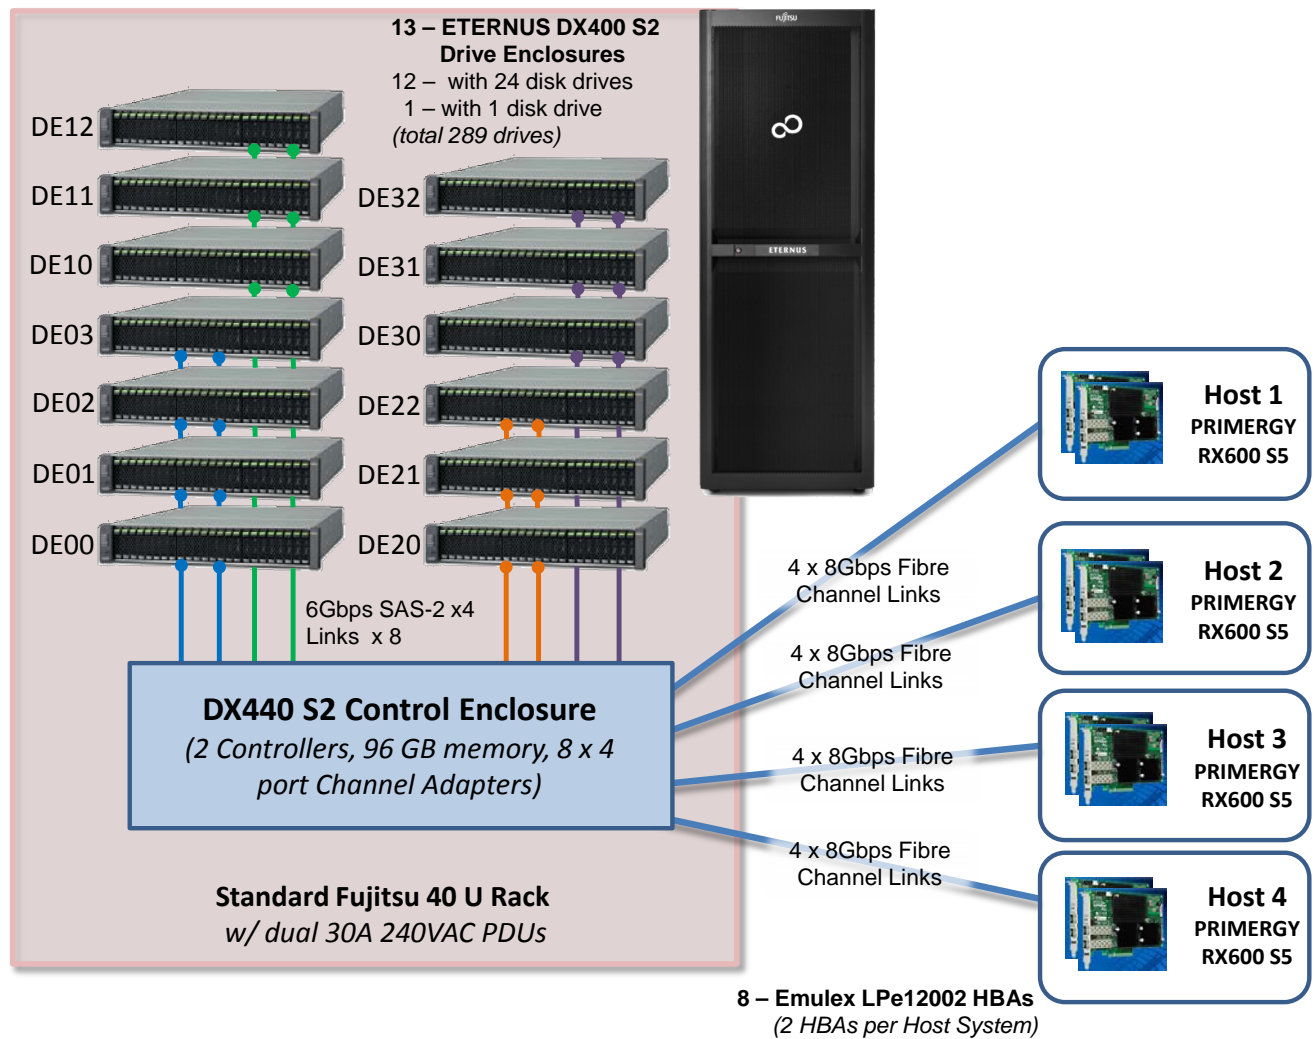 13 – ETERNUS DX400 S2
Drive Enclosures
12 – with 24 disk drives
1 – with 1 disk drive
(total 289 drives)
FUJITSU
ETERNUS
DE12
DE11
DE10
DE03
DE02
DE01
DE00
DE32
DE31
DE30
DE22
DE21
DE20
6Gbps SAS-2 x4
Links x 8
DX440 S2 Control Enclosure
(2 Controllers, 96 GB memory, 8 x 4
port Channel Adapters)
Standard Fujitsu 40 U Rack
w/ dual 30A 240VAC PDUs
4 x 8Gbps Fibre
Channel Links
4 x 8Gbps Fibre
Channel Links
4 x 8Gbps Fibre
Channel Links
4 x 8Gbps Fibre
Channel Links
Host 1
PRIMERGY
RX600 S5
Host 2
PRIMERGY
RX600 S5
Host 3
PRIMERGY
RX600 S5
Host 4
PRIMERGY
RX600 S5
8 – Emulex LPe12002 HBAs
(2 HBAs per Host System)